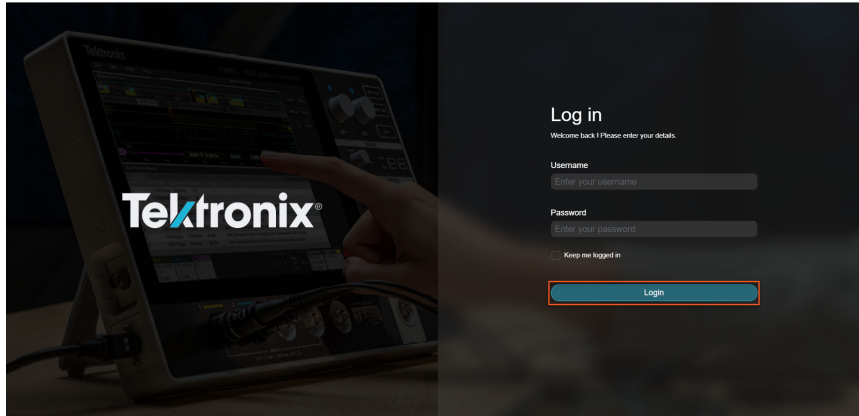 Tektronix
Tektronix®
Log in
Welcome back ! Please enter your details.
Username
Enter your username
Password
Enter your password
Keep me logged in
Login